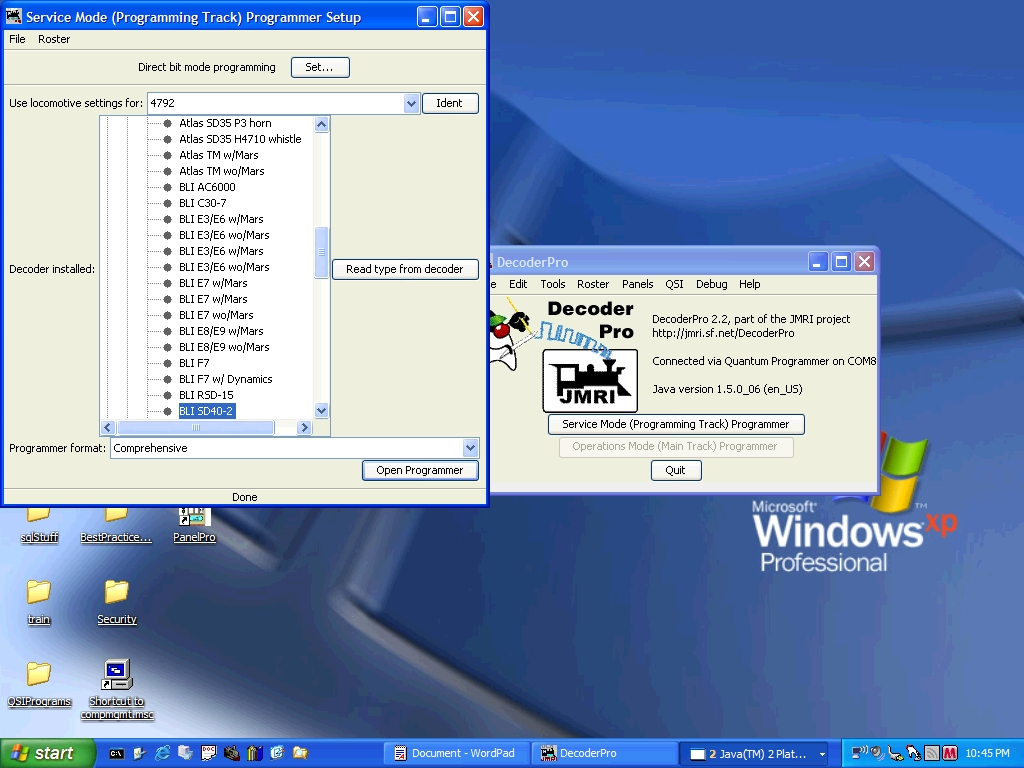 Service Mode (Programming Track) Programmer Setup
File Roster
Direct bit mode programming Set...
Use locomotive settings for: 4792 Ident
Atlas SD35 P3 horn
Atlas SD35 H4710 whistle
Atlas TM w/Mars
Atlas TM wo/Mars
BLI AC6000
BLI C30-7
BLI E3/E6 w/Mars
BLI E3/E6 wo/Mars
BLI E3/E6 w/Mars
BLI E3/E6 wo/Mars
BLI E7 w/Mars
BLI E7 w/Mars
BLI E7 wo/Mars
BLI E8/E9 w/Mars
BLI E8/E9 wo/Mars
BLI F7
BLI F7 w/ Dynamics
BLI RSD-15
BLI SD40-2
Decoder installed:
Read type from decoder
Programmer format: Comprehensive
Open Programmer
Done
DecoderPro
e Edit Tools Roster Panels QSI Debug Help
Decoder
Pro
JMRI
DecoderPro 2.2, part of the JMRI project
http://jmri.sf.net/DecoderPro
Connected via Quantum Programmer on COM8
Java version 1.5.0_06 (en_US)
Service Mode (Programming Track) Programmer
Operations Mode (Main Track) Programmer
Quit
Microsoft
Windows xp
TM
Professional
sqlStuff BestPractice... PanelPro
train Security
QSIPrograms Shortcut to
compmgmt.msc
start
Document - WordPad
DecoderPro
2 Java(TM) 2 Plat...
10:45 PM